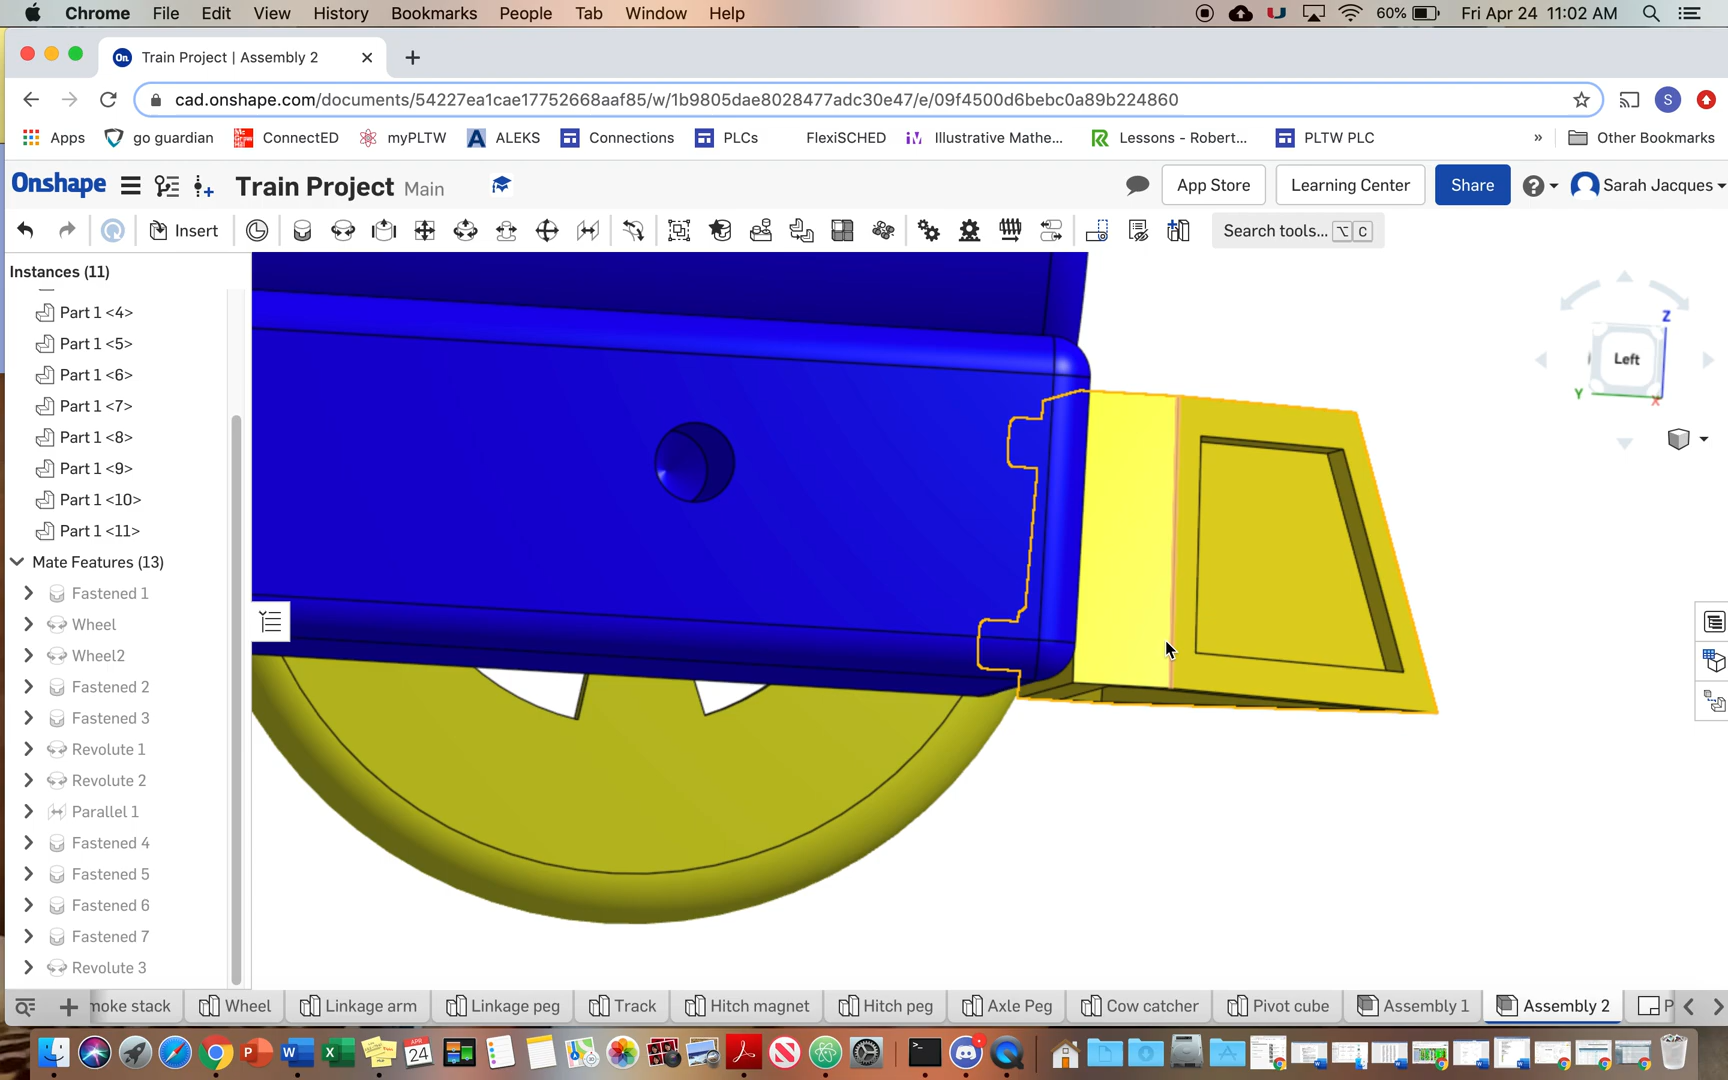 Chrome File Edit View History Bookmarks People Tab Window Help 60% Fri Apr 24 11:02 AM
On Train Project | Assembly 2
cad.onshape.com/documents/54227ea1cae17752668aaf85/w/1b9805dae8028477adc30e47/e/09f4500d6bebc0a89b224860 S
Apps go guardian ConnectED myPLTW ALEKS Connections PLCs FlexiSCHED Illustrative Mathe... Lessons - Robert... PLTW PLC » Other Bookmarks
Onshape Train Project Main App Store Learning Center Share Sarah Jacques
Insert Search tools... ⌥ C
Instances (11)
Part 1 <4>
Part 1 <5>
Part 1 <6>
Part 1 <7>
Part 1 <8>
Part 1 <9>
Part 1 <10>
Part 1 <11>
Mate Features (13)
Fastened 1
Wheel
Wheel2
Fastened 2
Fastened 3
Revolute 1
Revolute 2
Parallel 1
Fastened 4
Fastened 5
Fastened 6
Fastened 7
Revolute 3
Z
Left
Y
X
moke stack Wheel Linkage arm Linkage peg Track Hitch magnet Hitch peg Axle Peg Cow catcher Pivot cube Assembly 1 Assembly 2 P
APR
24